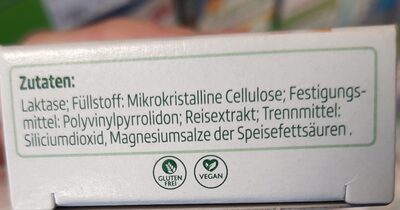 Zutaten:
Laktase; Füllstoff: Mikrokristalline Cellulose; Festigungs-
mittel: Polyvinylpyrrolidon; Reisextrakt; Trennmittel:
Siliciumdioxid, Magnesiumsalze der Speisefettsäuren .
GLUTEN
FREI
VEGAN